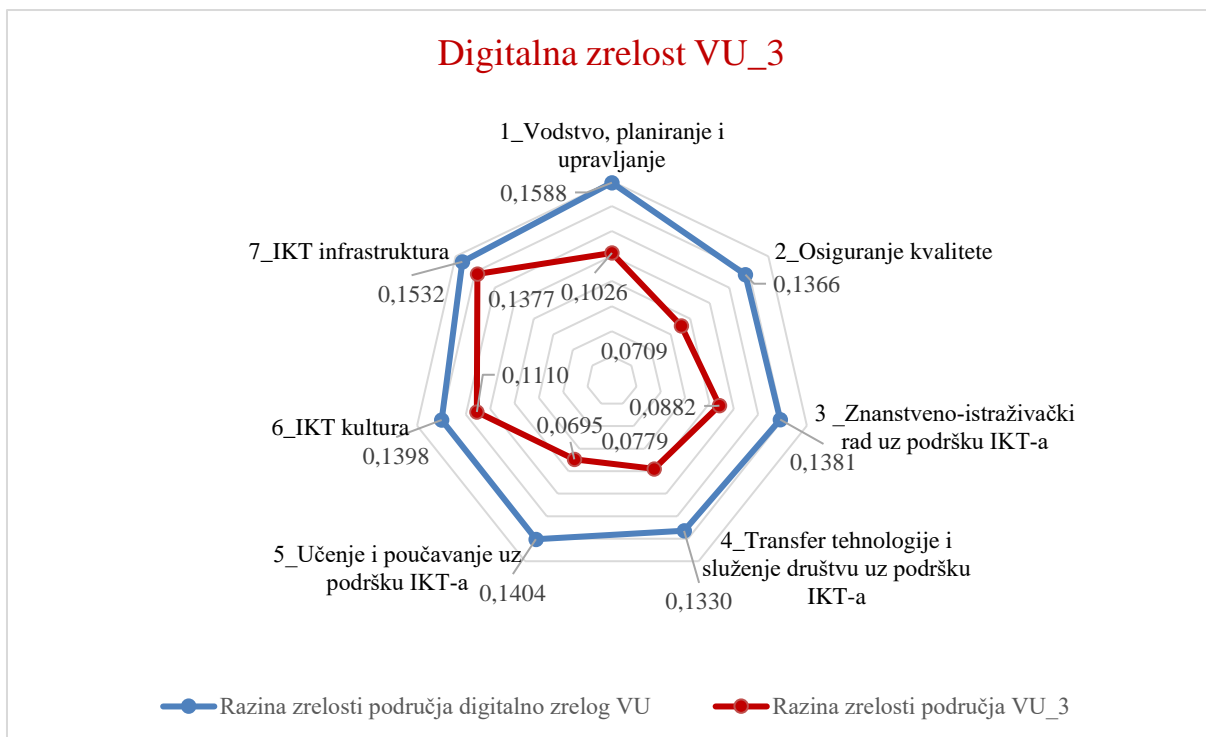 Digitalna zrelost VU_3
1_Vodstvo, planiranje i
upravljanje
0,1588
7_IKT infrastruktura
2_Osiguranje kvalitete
0,1532
0,1377
0,1026
0,1366
0,0709
0,1110
0,0882
6_IKT kultura
0,1398
0,0695
0,0779
3 _Znanstveno-istraživački
rad uz podršku IKT-a
0,1381
5_Učenje i poučavanje uz
podršku IKT-a
0,1404
4_Transfer tehnologije i
služenje društvu uz podršku
IKT-a
0,1330
Razina zrelosti područja digitalno zrelog VU
Razina zrelosti područja VU_3